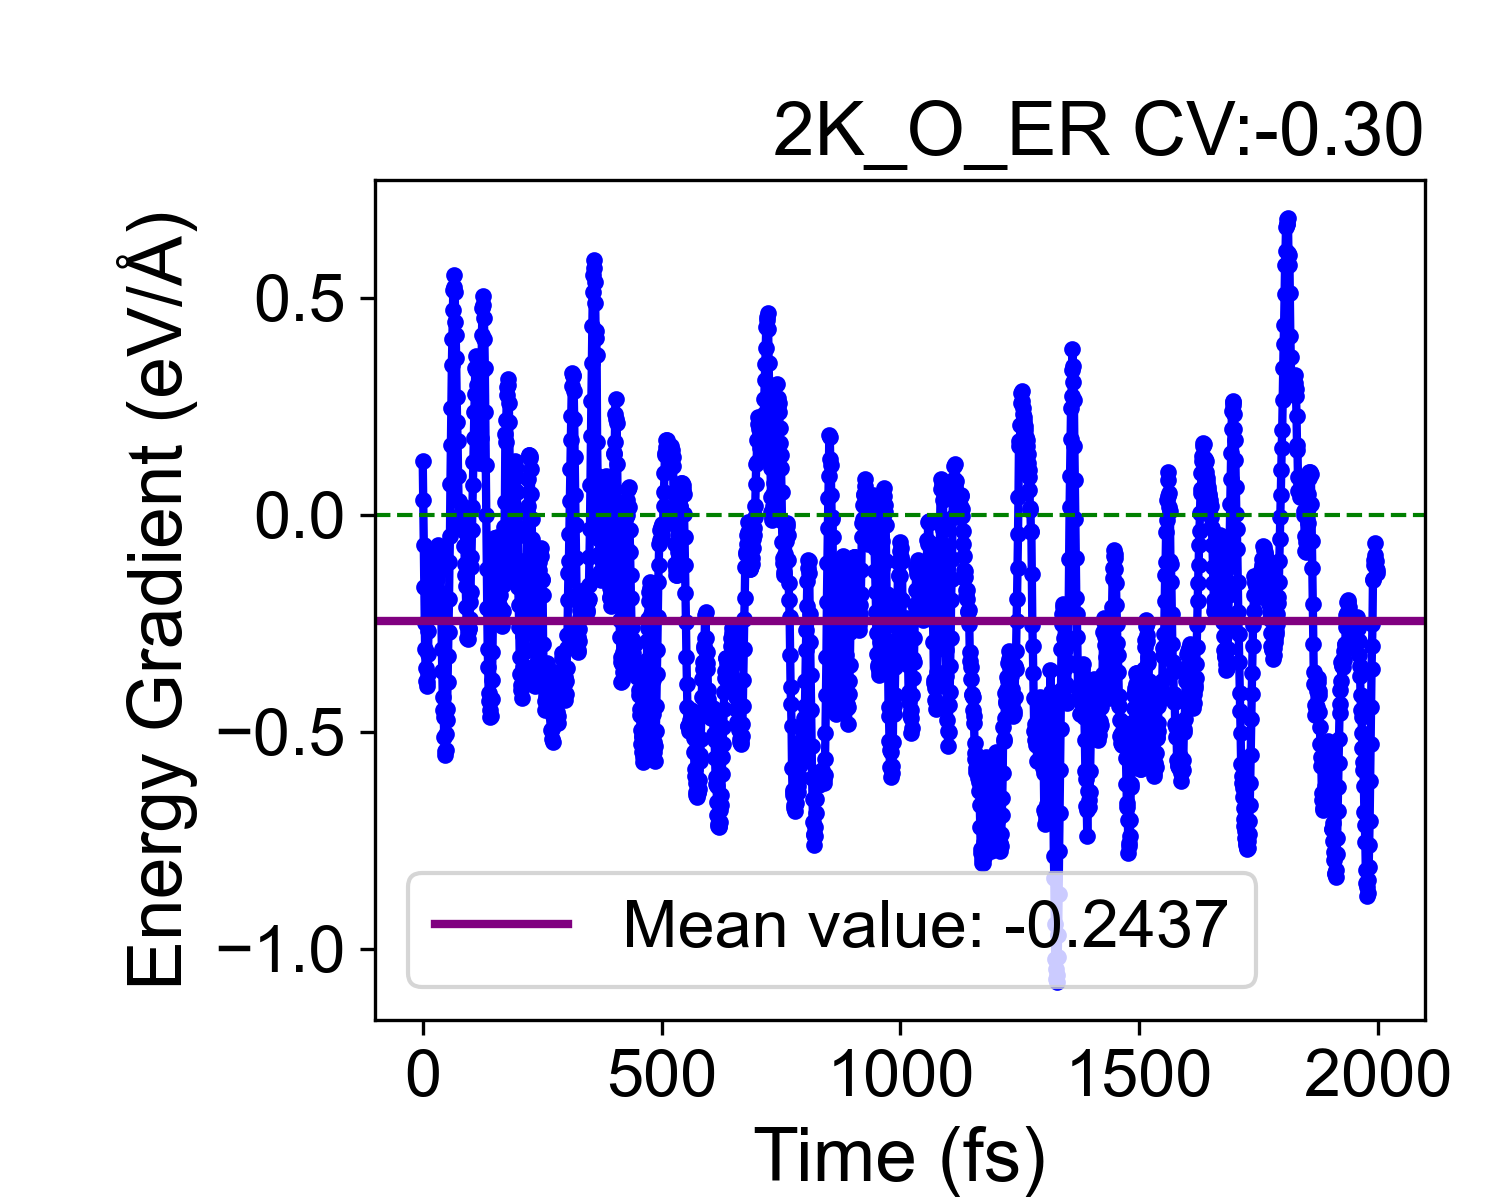 2K_O_ER CV:-0.30
Energy Gradient (eV/Å)
0.5
0.0
−0.5
−1.0
Mean value: -0.2437
0 500 1000 1500 2000
Time (fs)